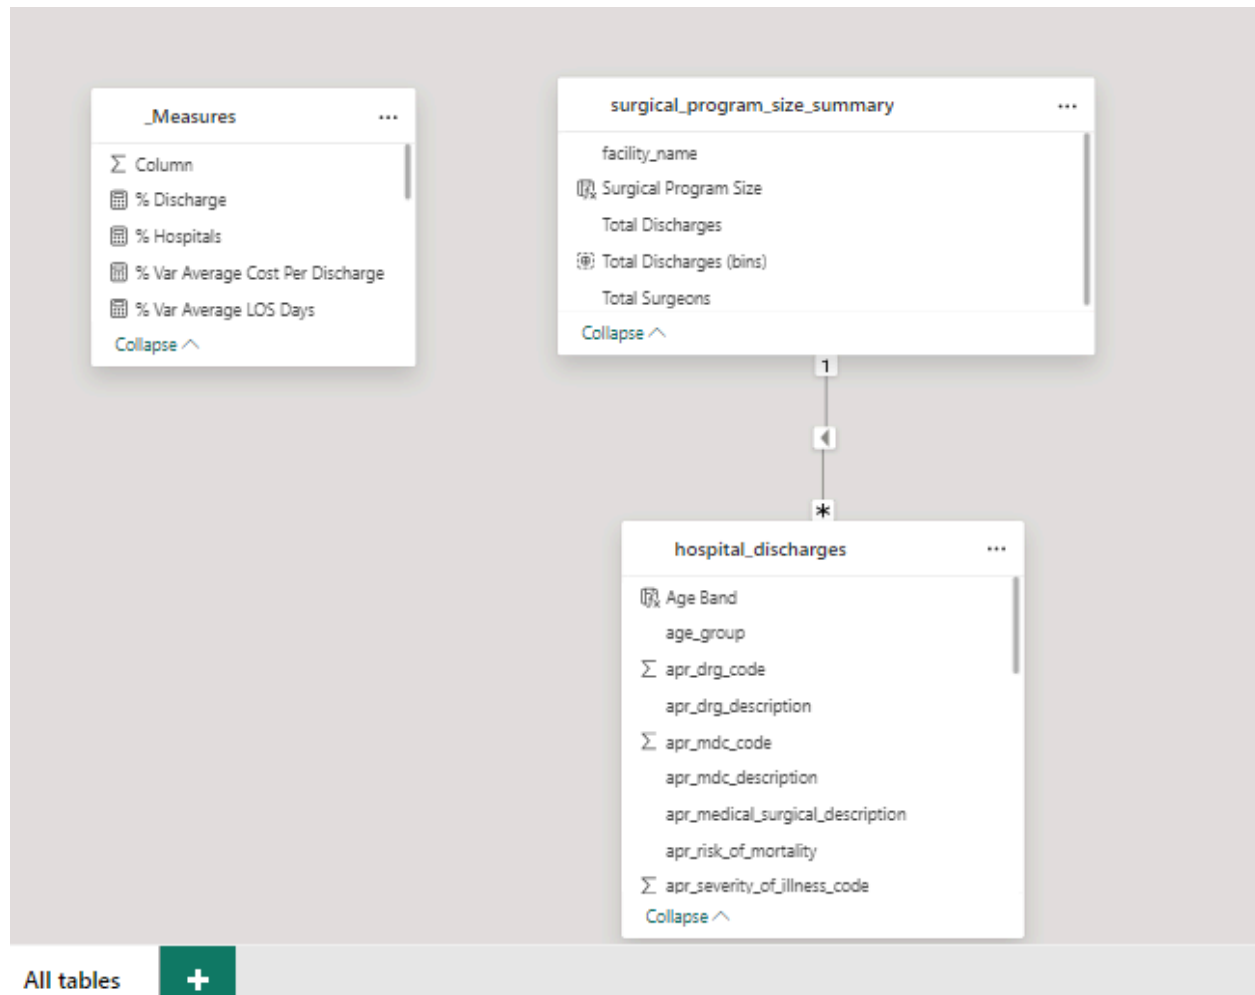 _Measures
Column
% Discharge
% Hospitals
% Var Average Cost Per Discharge
% Var Average LOS Days
Collapse
surgical_program_size_summary
facility_name
Surgical Program Size
Total Discharges
Total Discharges (bins)
Total Surgeons
Collapse
1
*
hospital_discharges
Age Band
age_group
apr_drg_code
apr_drg_description
apr_mdc_code
apr_mdc_description
apr_medical_surgical_description
apr_risk_of_mortality
apr_severity_of_illness_code
Collapse
All tables
+